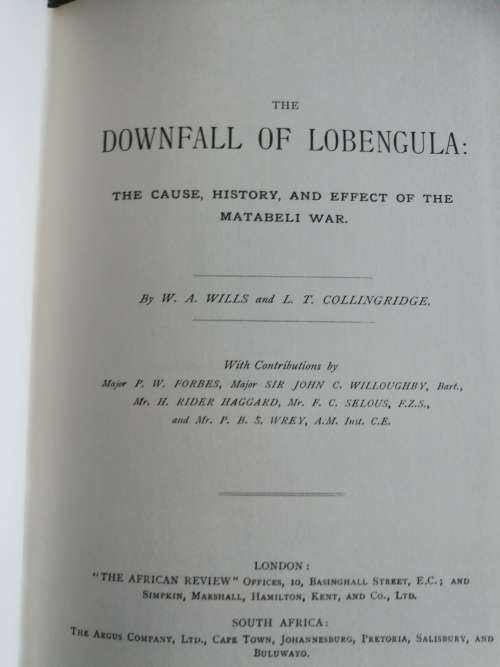 THE
DOWNFALL OF LOBENGULA:
THE CAUSE, HISTORY, AND EFFECT OF THE
MATABELI WAR.
By W. A. WILLS and L. T. COLLINGRIDGE.
With Contributions by
Major P. W. FORBES, Major SIR JOHN C. WILLOUGHBY, Bart.,
Mr. H. RIDER HAGGARD, Mr. F. C. SELOUS, F.Z.S.,
and Mr. P. B. S. WREY, A.M. Inst. C.E.
LONDON:
"THE AFRICAN REVIEW" OFFICES, 10, BASINGHALL STREET, E.C.; AND
SIMPKIN, MARSHALL, HAMILTON, KENT, AND CO., LTD.
SOUTH AFRICA:
THE ARGUS COMPANY, LTD., CAPE TOWN, JOHANNESBURG, PRETORIA, SALISBURY, AND
BULUWAYO.